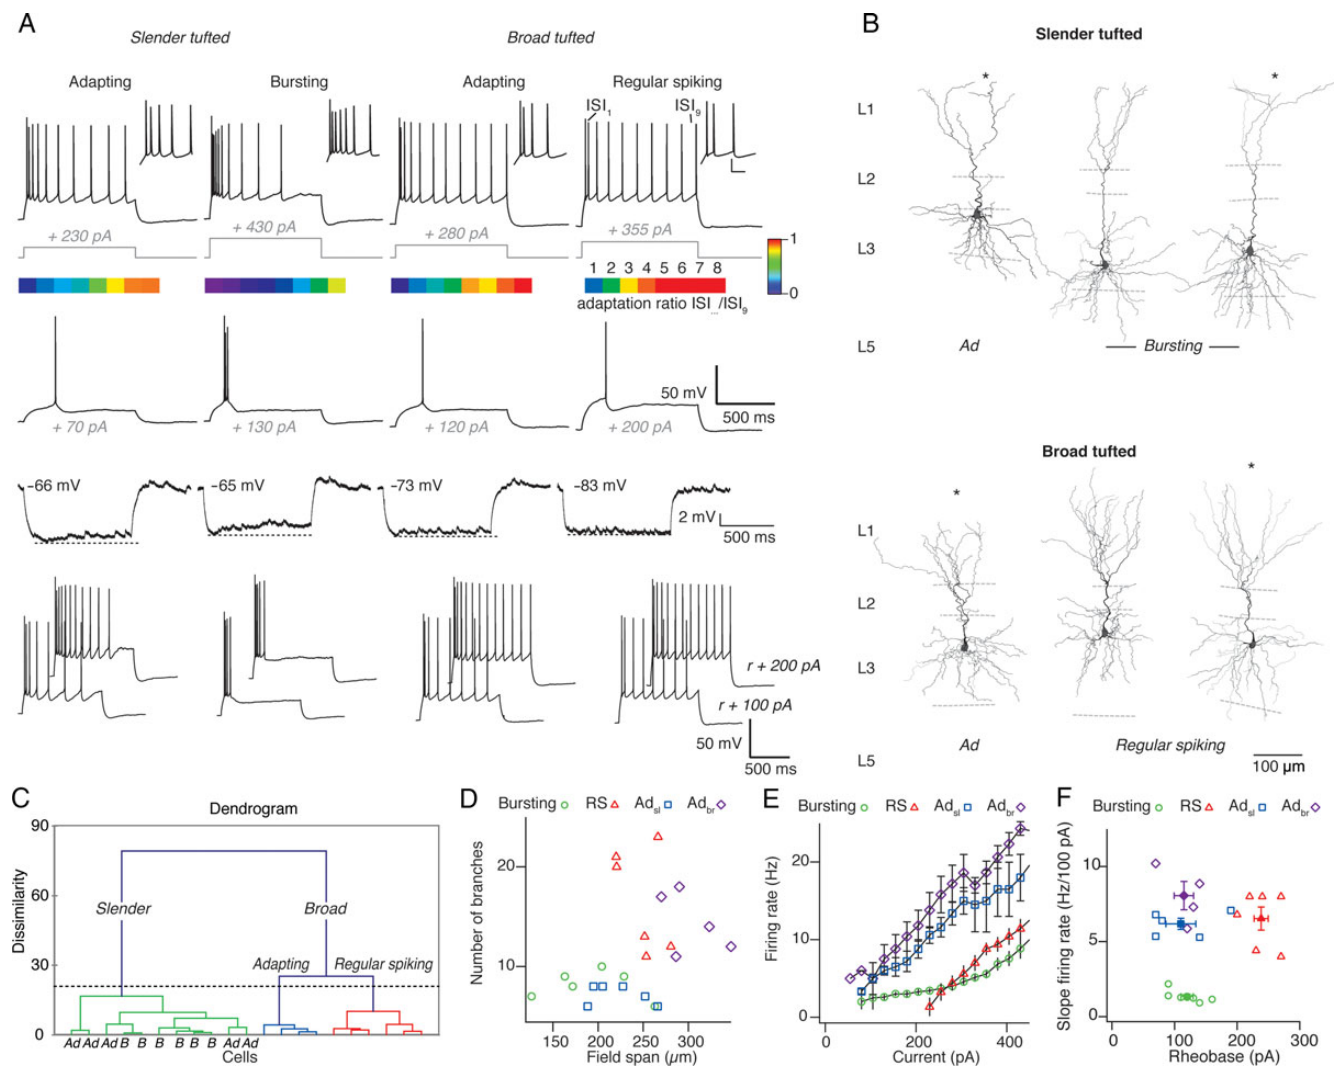 A
Slender tufted
Broad tufted
Adapting
Bursting
Adapting
Regular spiking
ISI1
ISI9
+ 230 pA
+ 430 pA
+ 280 pA
+ 355 pA
1 2 3 4 5 6 7 8
1
0
adaptation ratio ISI.../ISI9
50 mV
500 ms
+ 70 pA
+ 130 pA
+ 120 pA
+ 200 pA
–66 mV
–65 mV
–73 mV
–83 mV
2 mV
500 ms
r + 200 pA
r + 100 pA
50 mV
500 ms
B
Slender tufted
*
*
L1
L2
L3
L5
Ad
Bursting
Broad tufted
*
*
L1
L2
L3
L5
Ad
Regular spiking
100 µm
C
Dendrogram
Dissimilarity
90
60
30
0
Slender
Broad
Adapting
Regular spiking
Ad Ad Ad B B B B B Ad Ad
Cells
D
Bursting RS Adsl Adbr
Number of branches
20
10
150 200 250 300
Field span (µm)
E
Bursting RS Adsl Adbr
Firing rate (Hz)
20
10
0
0 100 200 300 400
Current (pA)
F
Bursting RS Adsl Adbr
Slope firing rate (Hz/100 pA)
10
5
0
0 100 200 300
Rheobase (pA)